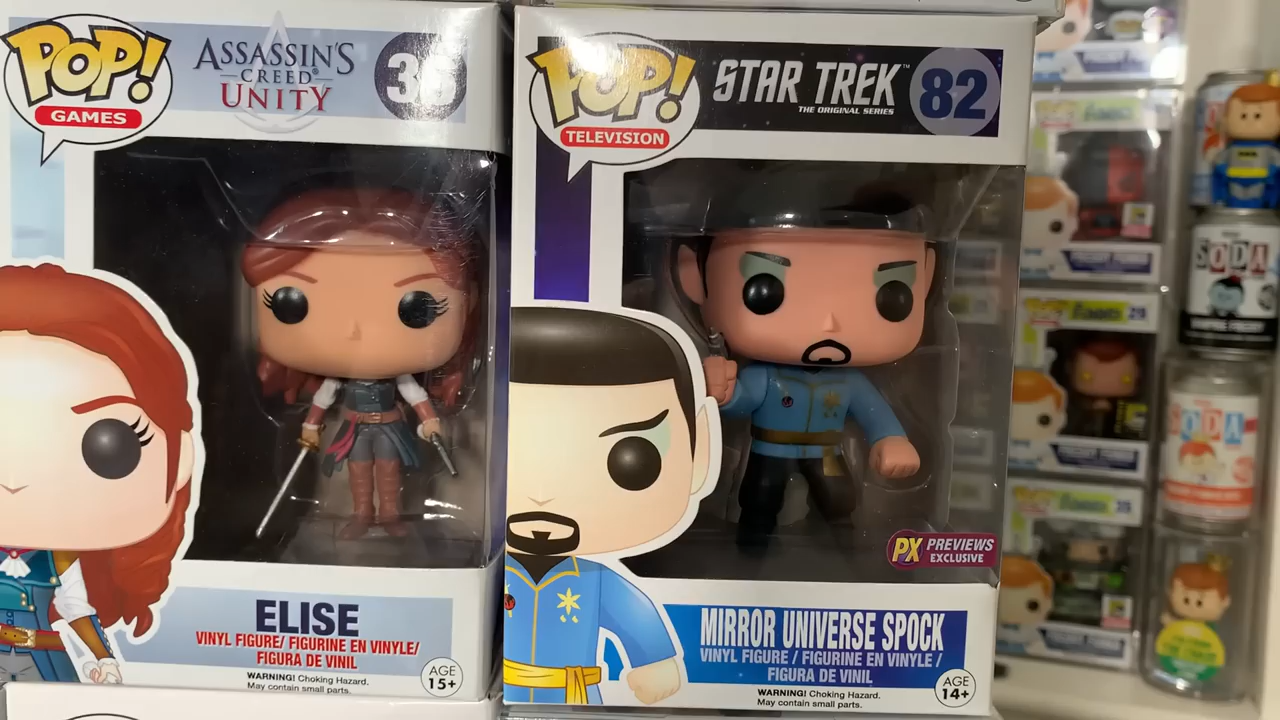 POP!
GAMES
ASSASSIN'S
CREED®
UNITY
ELISE
VINYL FIGURE/ FIGURINE EN VINYLE/
FIGURA DE VINIL
WARNING! Choking Hazard.
May contain small parts.
AGE
15+
POP!
TELEVISION
STAR TREK™
THE ORIGINAL SERIES
82
PX PREVIEWS
EXCLUSIVE
MIRROR UNIVERSE SPOCK
VINYL FIGURE / FIGURINE EN VINYLE /
FIGURA DE VINIL
WARNING! Choking Hazard.
May contain small parts.
AGE
14+
SODA
SODA